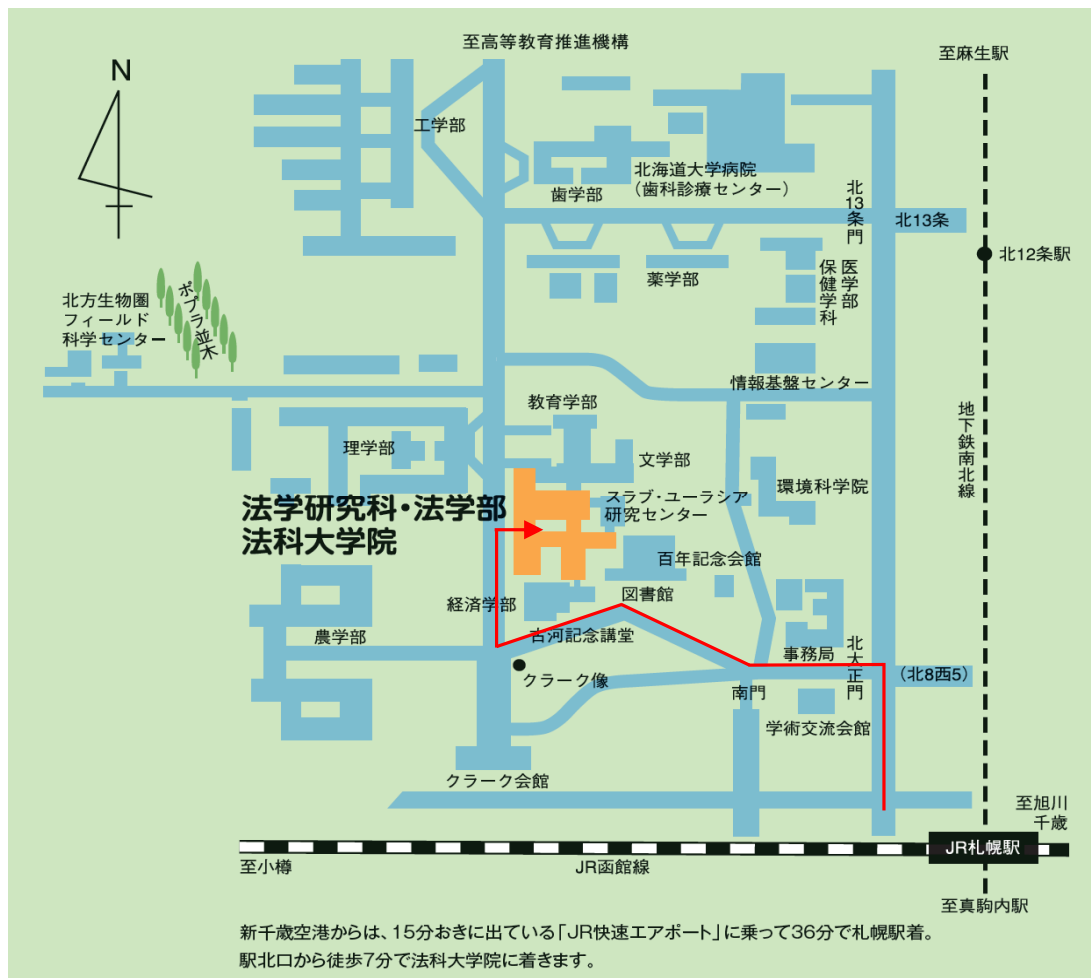 至高等教育推進機構
至麻生駅
N
工学部
北海道大学病院
（歯科診療センター）
歯学部
北13条門
北13条
北12条駅
医学部
保健学科
薬学部
ポプラ並木
北方生物圏
フィールド
科学センター
情報基盤センター
教育学部
地下鉄南北線
理学部
文学部
環境科学院
スラブ・ユーラシア
研究センター
法学研究科・法学部
法科大学院
百年記念会館
図書館
経済学部
農学部
古河記念講堂
事務局
北大正門
（北8西5）
クラーク像
南門
学術交流会館
クラーク会館
至旭川
千歳
JR札幌駅
至小樽
JR函館線
至真駒内駅
新千歳空港からは、15分おきに出ている「JR快速エアポート」に乗って36分で札幌駅着。
駅北口から徒歩7分で法科大学院に着きます。